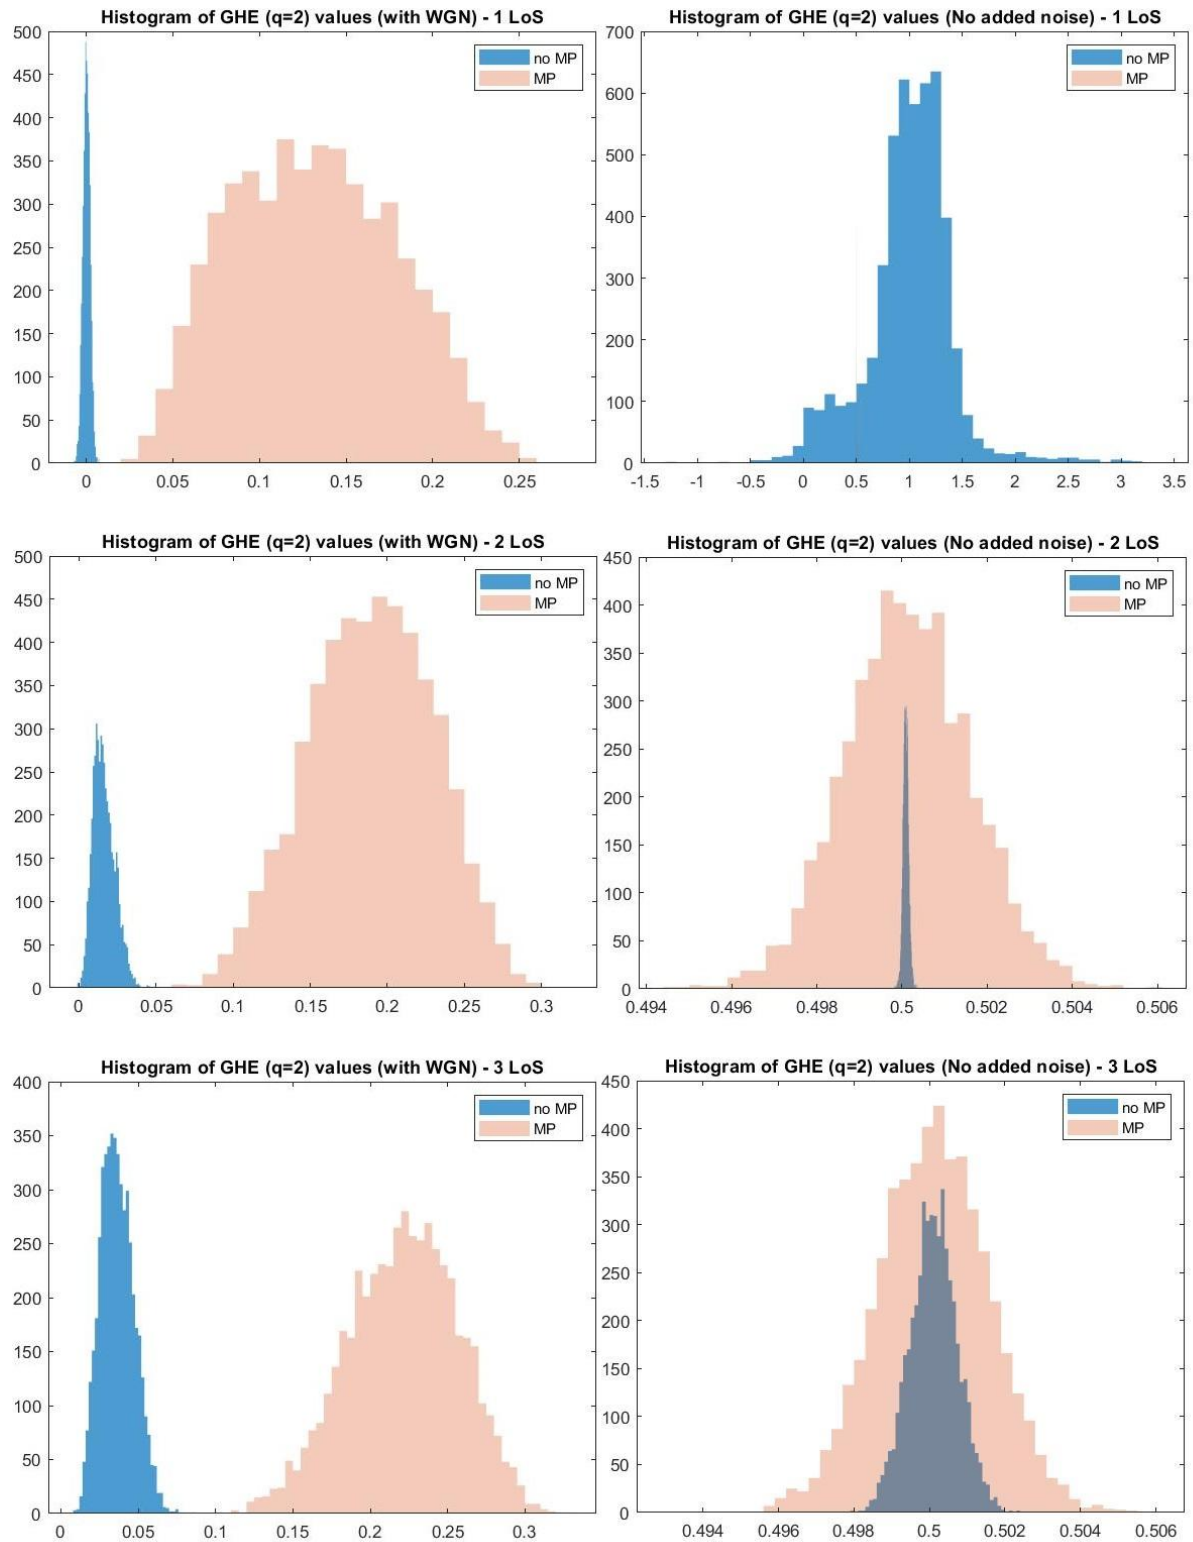 Histogram of GHE (q=2) values (with WGN) - 1 LoS
500
450
400
350
300
250
200
150
100
50
0
0 0.05 0.1 0.15 0.2 0.25
no MP
MP
Histogram of GHE (q=2) values (No added noise) - 1 LoS
700
600
500
400
300
200
100
0
-1.5 -1 -0.5 0 0.5 1 1.5 2 2.5 3 3.5
no MP
MP
Histogram of GHE (q=2) values (with WGN) - 2 LoS
500
450
400
350
300
250
200
150
100
50
0
0 0.05 0.1 0.15 0.2 0.25 0.3
no MP
MP
Histogram of GHE (q=2) values (No added noise) - 2 LoS
450
400
350
300
250
200
150
100
50
0
0.494 0.496 0.498 0.5 0.502 0.504 0.506
no MP
MP
Histogram of GHE (q=2) values (with WGN) - 3 LoS
400
350
300
250
200
150
100
50
0
0 0.05 0.1 0.15 0.2 0.25 0.3
no MP
MP
Histogram of GHE (q=2) values (No added noise) - 3 LoS
450
400
350
300
250
200
150
100
50
0
0.494 0.496 0.498 0.5 0.502 0.504 0.506
no MP
MP